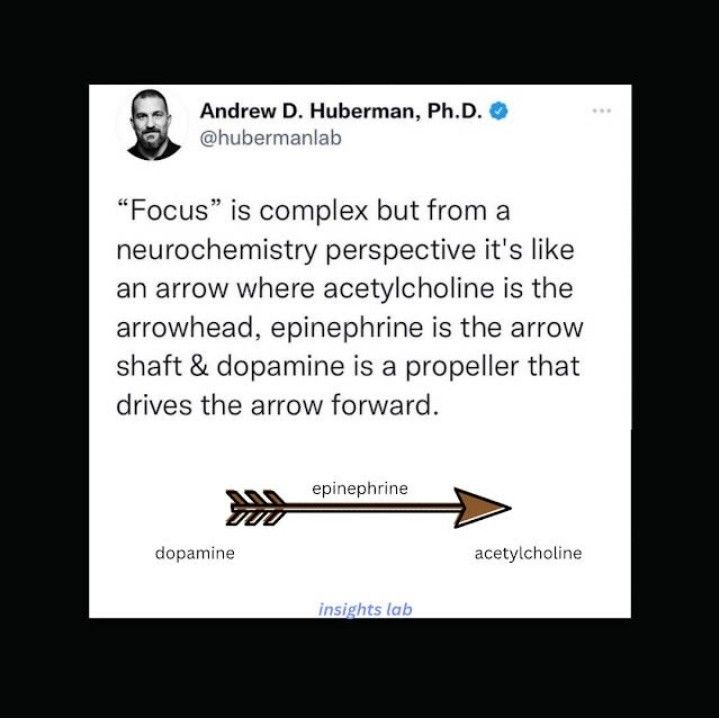 Andrew D. Huberman, Ph.D.
@hubermanlab
“Focus” is complex but from a
neurochemistry perspective it's like
an arrow where acetylcholine is the
arrowhead, epinephrine is the arrow
shaft & dopamine is a propeller that
drives the arrow forward.
epinephrine
dopamine
acetylcholine
insights lab